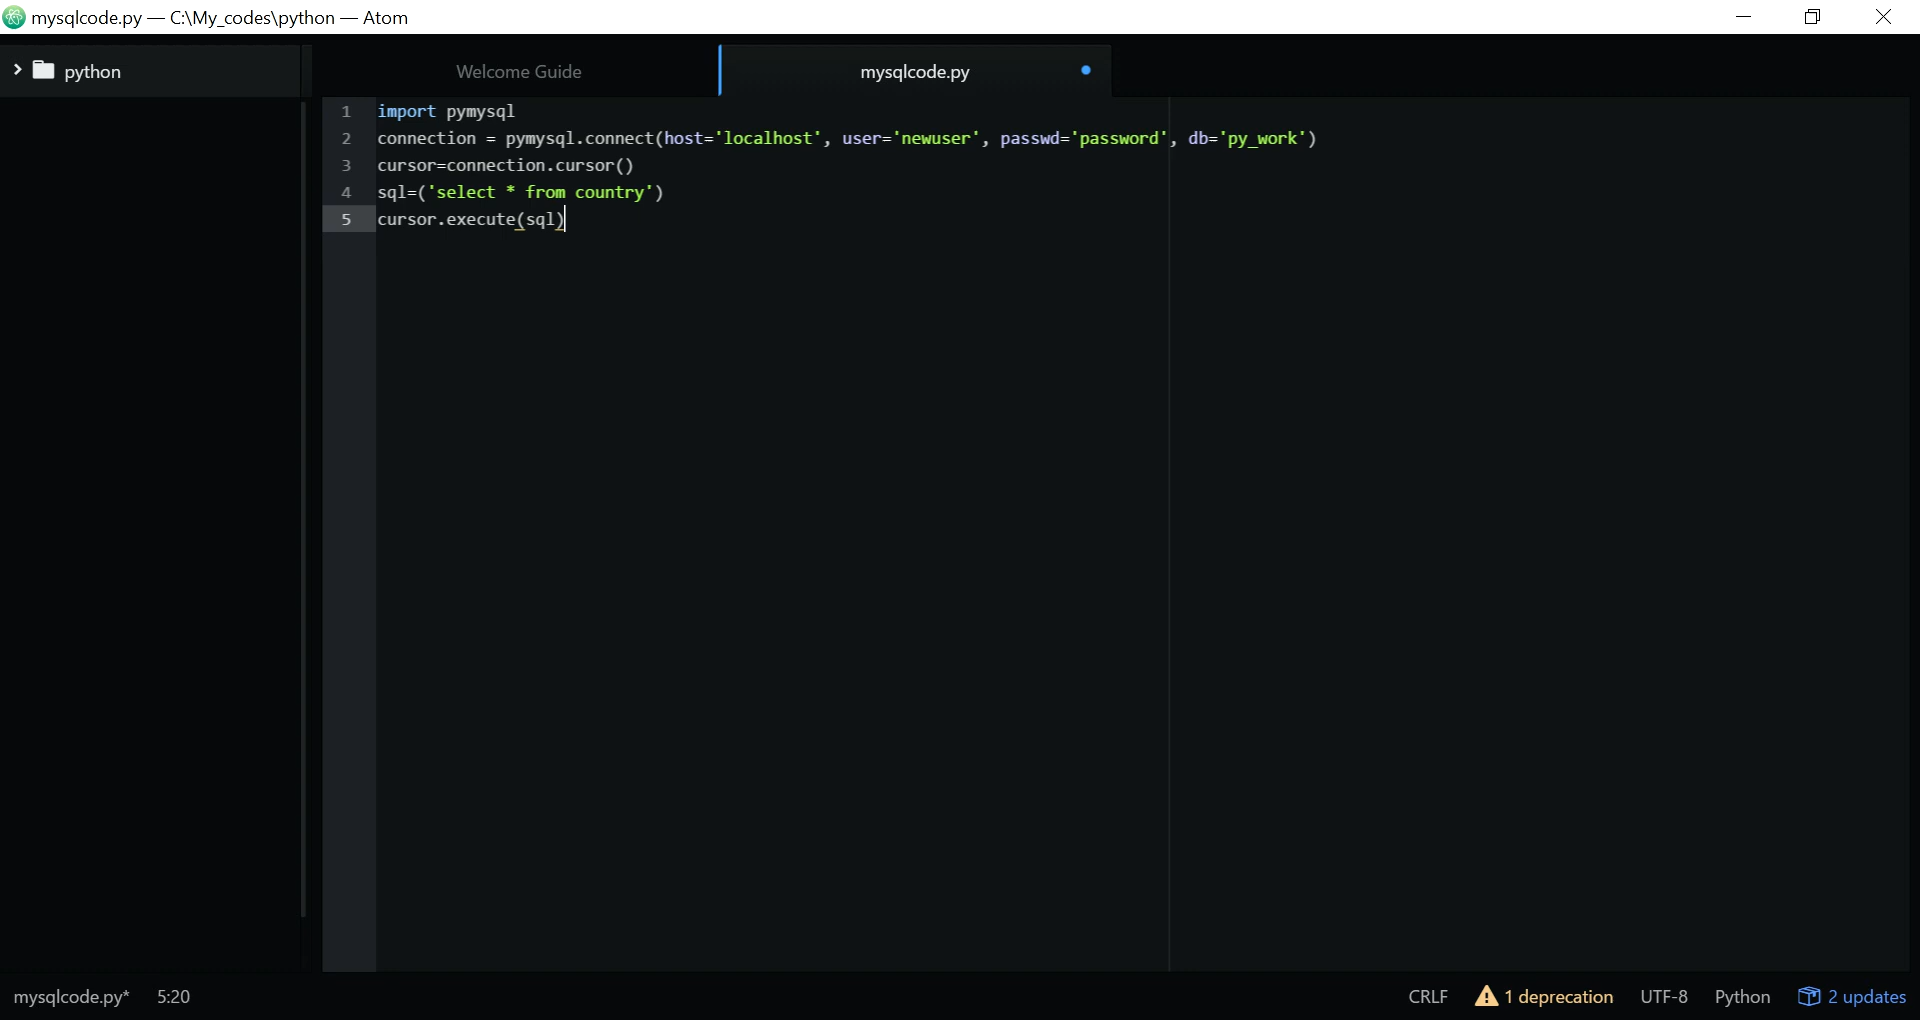 mysqlcode.py — C:\My_codes\python — Atom
python
Welcome Guide
mysqlcode.py
1 import pymysql
2 connection = pymysql.connect(host='localhost', user='newuser', passwd='password', db='py_work')
3 cursor=connection.cursor()
4 sql=('select * from country')
5 cursor.execute(sql)
mysqlcode.py* 5:20 CRLF 1 deprecation UTF-8 Python 2 updates